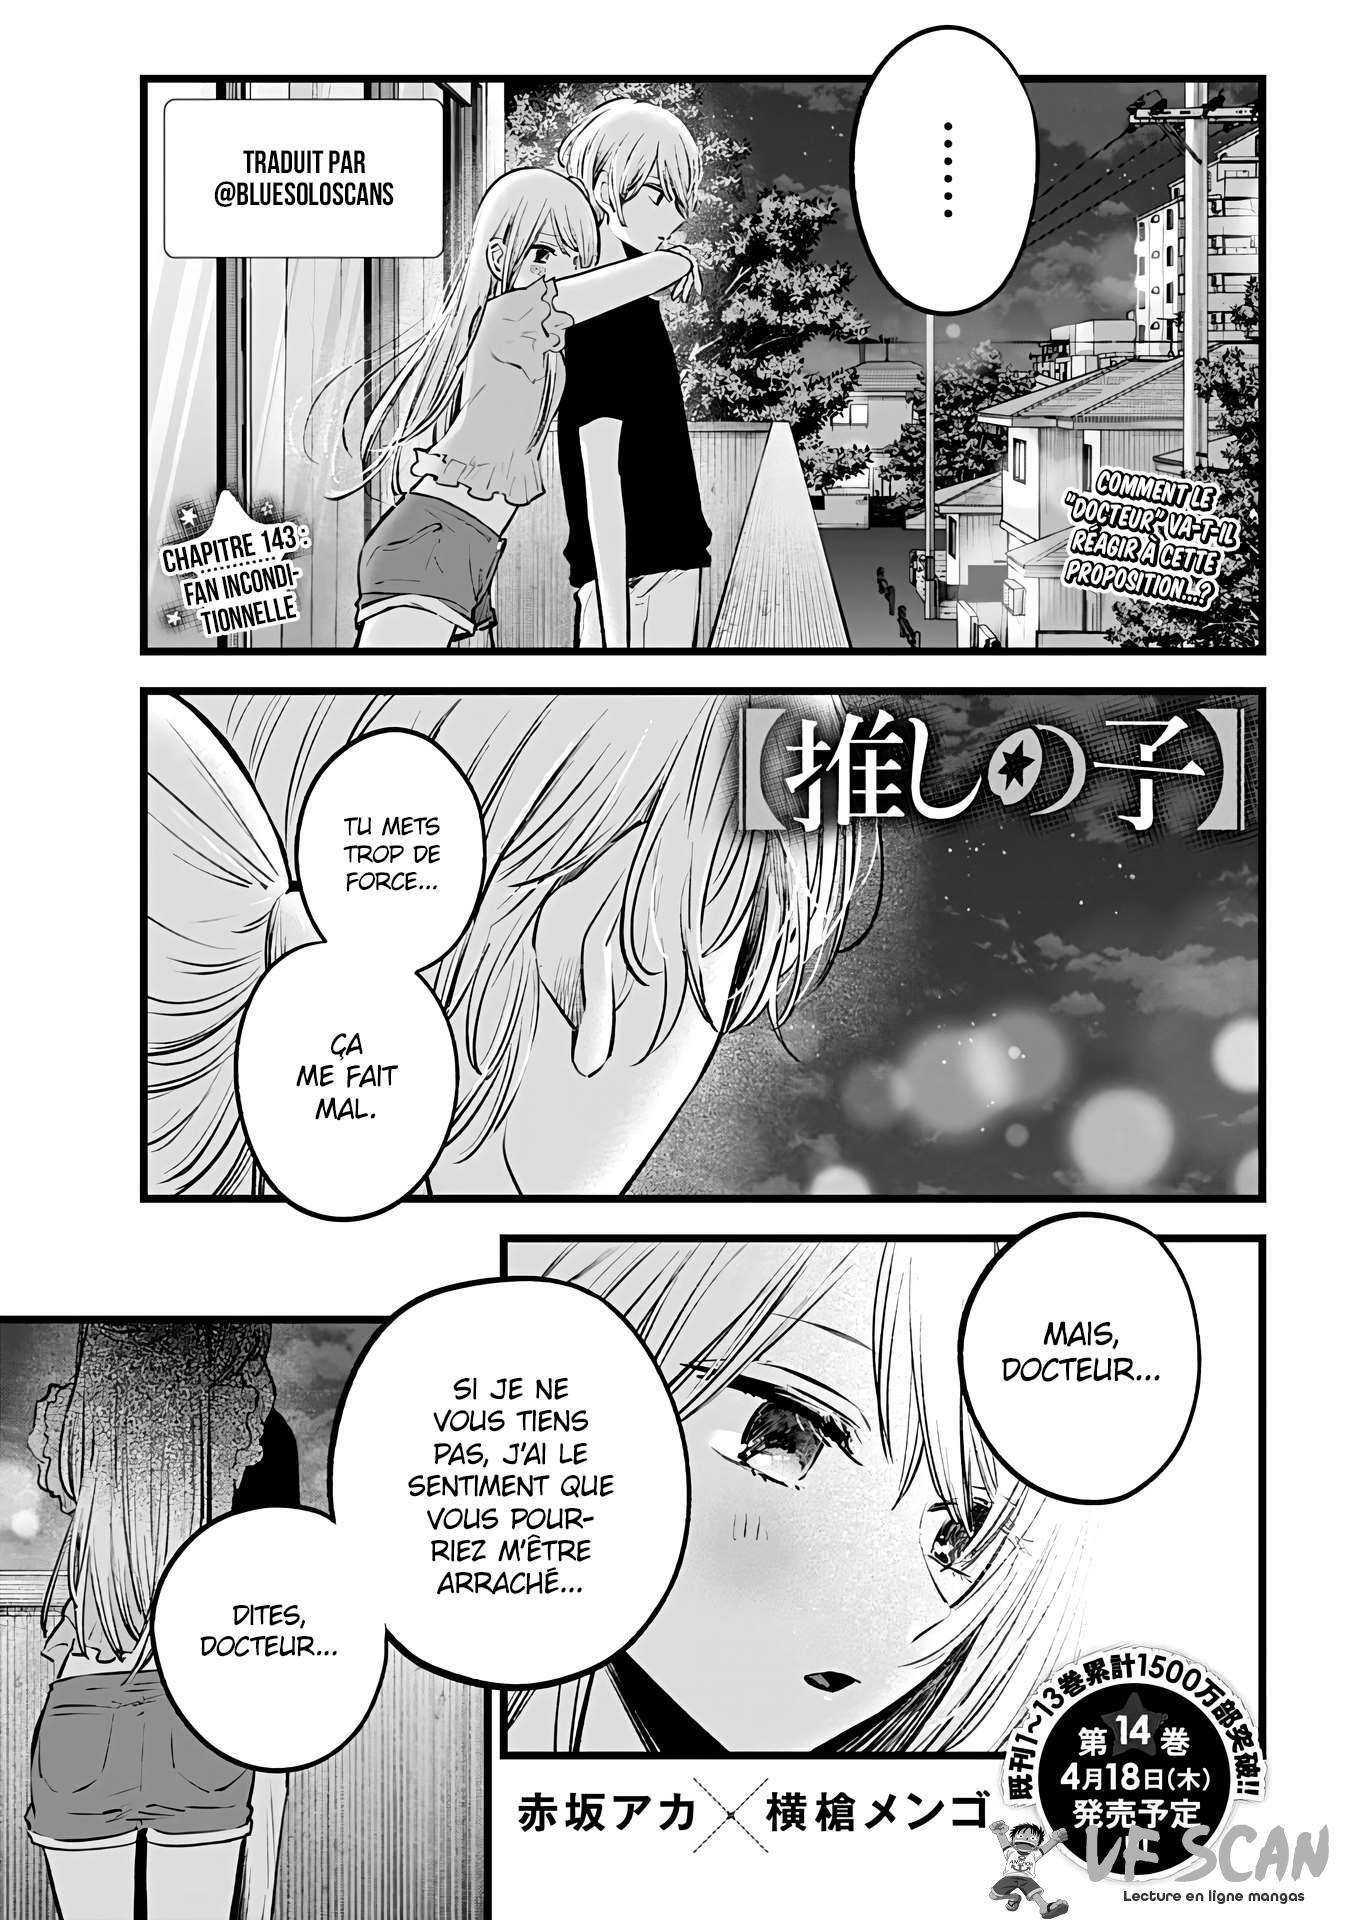 TRADUIT PAR
@BLUESOLOSCANS
........
COMMENT LE
"DOCTEUR" VA-T-IL
RÉAGIR À CETTE
PROPOSITION...?
CHAPITRE 143 :
FAN INCONDI-
TIONNELLE
【推しの子】
TU METS
TROP DE
FORCE...
ÇA
ME FAIT
MAL.
MAIS,
DOCTEUR...
SI JE NE
VOUS TIENS
PAS, J'AI LE
SENTIMENT QUE
VOUS POUR-
RIEZ M'ÊTRE
ARRACHÉ...
DITES,
DOCTEUR...
既刊1~13巻累計1500万部突破!!
第14巻
4月18日(木)
発売予定
赤坂アカ×横槍メンゴ
VF SCAN
Lecture en ligne mangas